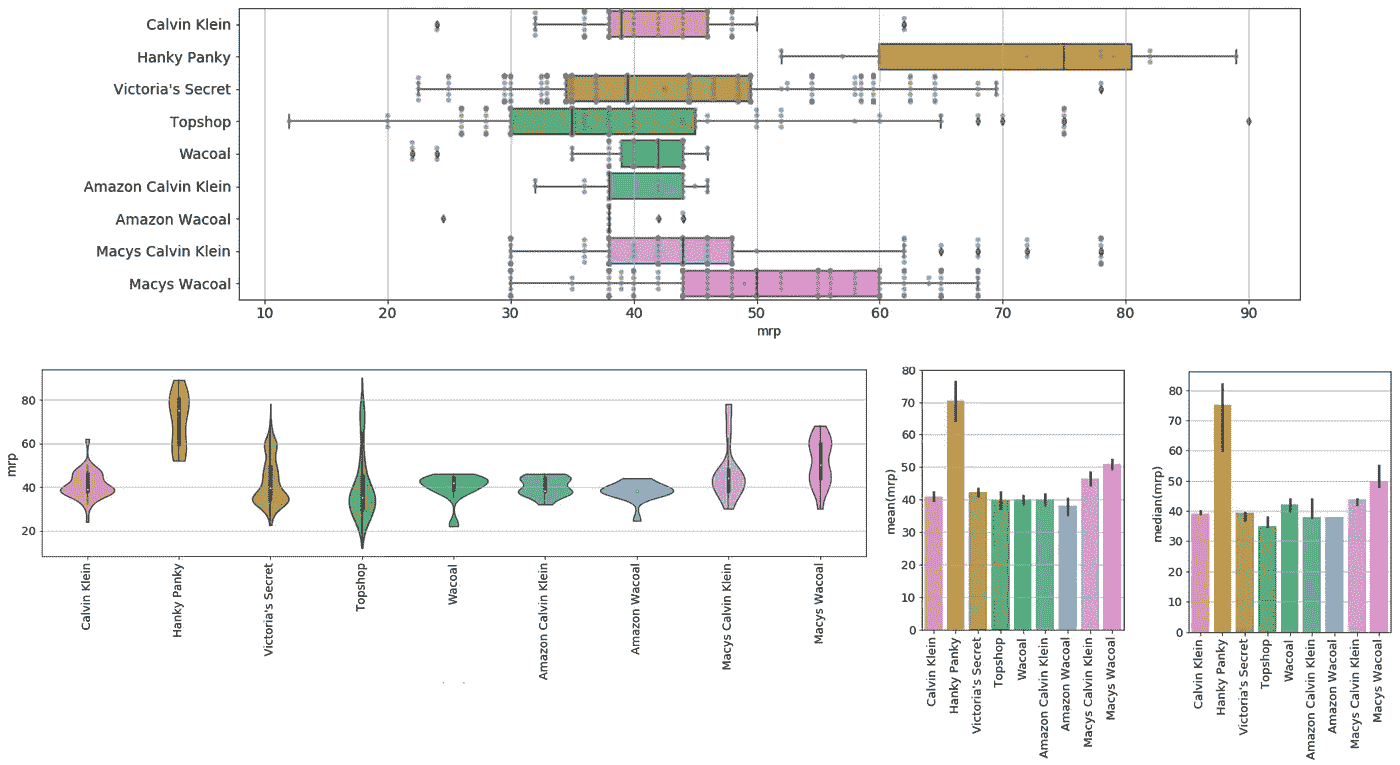 Calvin Klein
Hanky Panky
Victoria's Secret
Topshop
Wacoal
Amazon Calvin Klein
Amazon Wacoal
Macys Calvin Klein
Macys Wacoal
10 20 30 40 50 60 70 80 90
mrp
80
60
40
20
mrp
Calvin Klein
Hanky Panky
Victoria's Secret
Topshop
Wacoal
Amazon Calvin Klein
Amazon Wacoal
Macys Calvin Klein
Macys Wacoal
80
70
60
50
40
30
20
10
0
mean(mrp)
Calvin Klein
Hanky Panky
Victoria's Secret
Topshop
Wacoal
Amazon Calvin Klein
Amazon Wacoal
Macys Calvin Klein
Macys Wacoal
80
70
60
50
40
30
20
10
0
median(mrp)
Calvin Klein
Hanky Panky
Victoria's Secret
Topshop
Wacoal
Amazon Calvin Klein
Amazon Wacoal
Macys Calvin Klein
Macys Wacoal